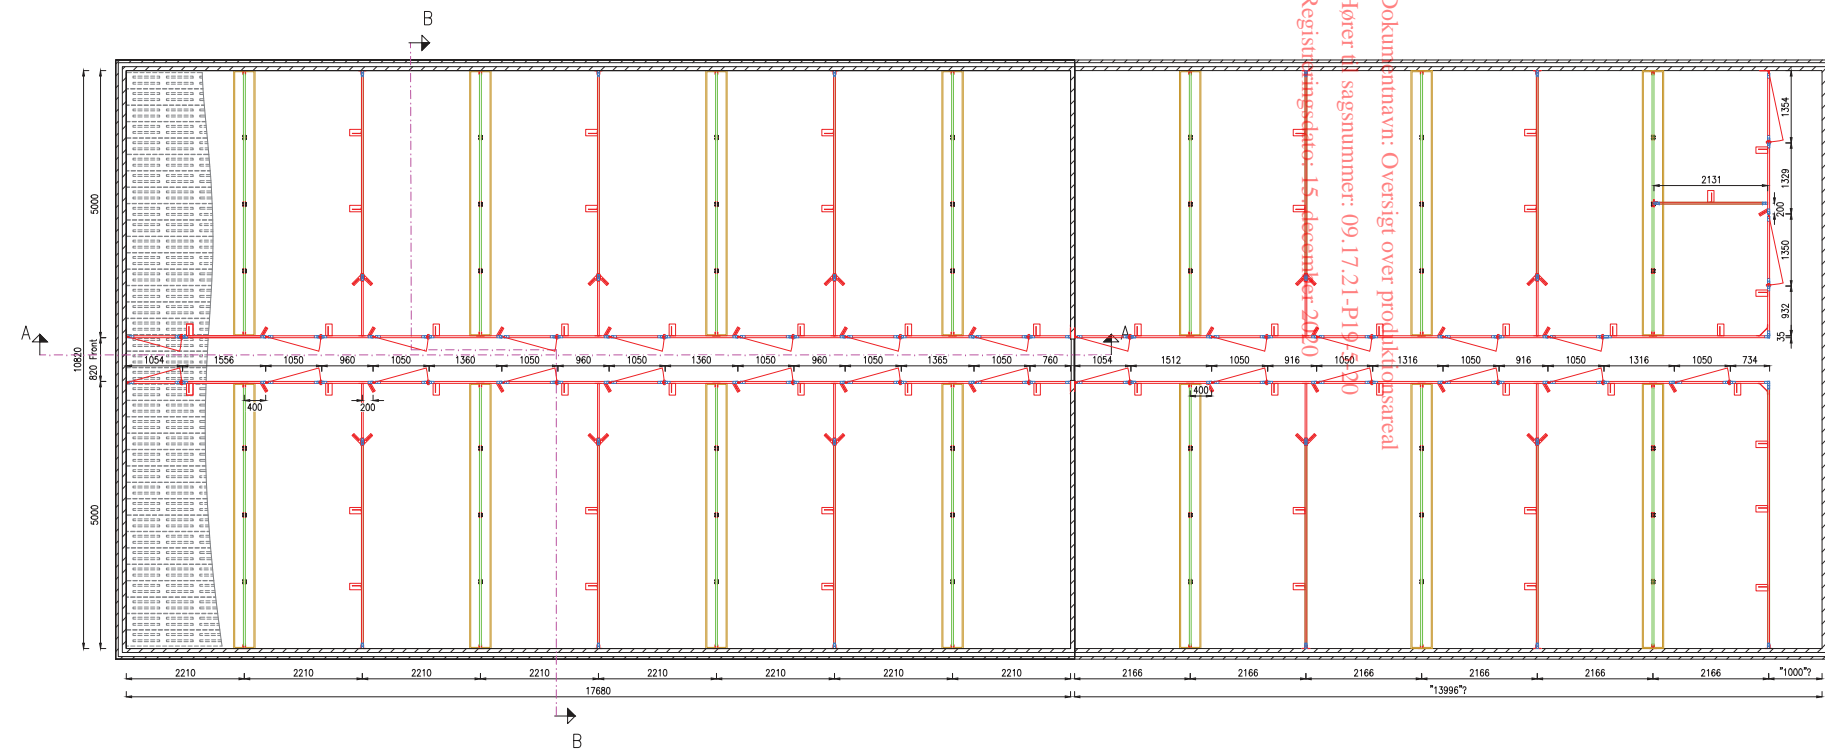 B
Dokumentnavn: Oversigt over produktionsareal
Hører til sagsnummer: 09.17.21-P19-5-20
Registreringsdato: 15. december 2020
1354
1329
200
1350
932
35
2131
5000
10820
820 Front
5000
A
A
1054 1556 1050 960 1050 1360 1050 960 1050 1360 1050 960 1050 1365 1050 760 1054 1512 1050 916 1050 1316 1050 916 1050 1316 1050 734
400 200 400
2210 2210 2210 2210 2210 2210 2210 2210 2166 2166 2166 2166 2166 2166 "1000"?
17680 "13996"?
B